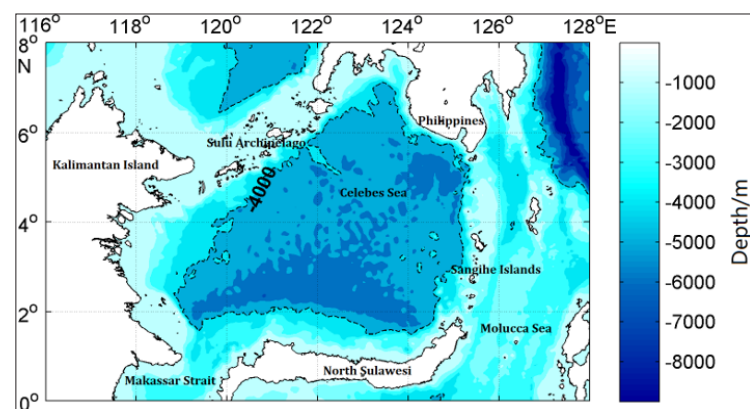 116° 118° 120° 122° 124° 126° 128°E
8°
N
6°
4°
2°
0°
Philippines
Sulu Archipelago
Kalimantan Island
-4000
Celebes Sea
Sangihe Islands
Molucca Sea
North Sulawesi
Makassar Strait
-1000
-2000
-3000
-4000
-5000
-6000
-7000
-8000
Depth/m